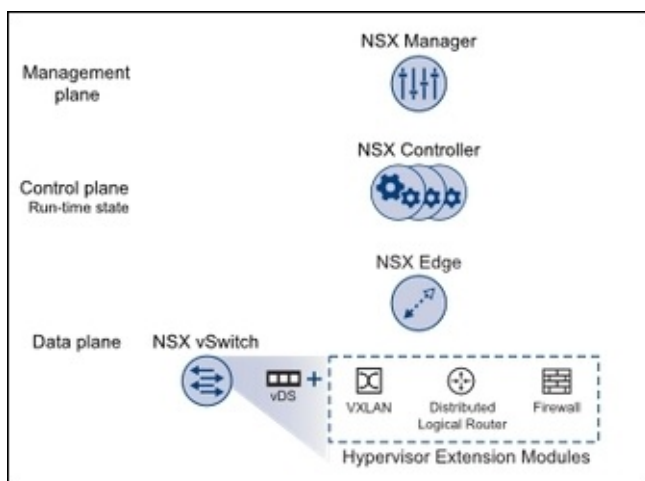 NSX Manager
Management
plane
NSX Controller
Control plane
Run-time state
NSX Edge
Data plane
NSX vSwitch
vDS
+
VXLAN
Distributed
Logical Router
Firewall
Hypervisor Extension Modules